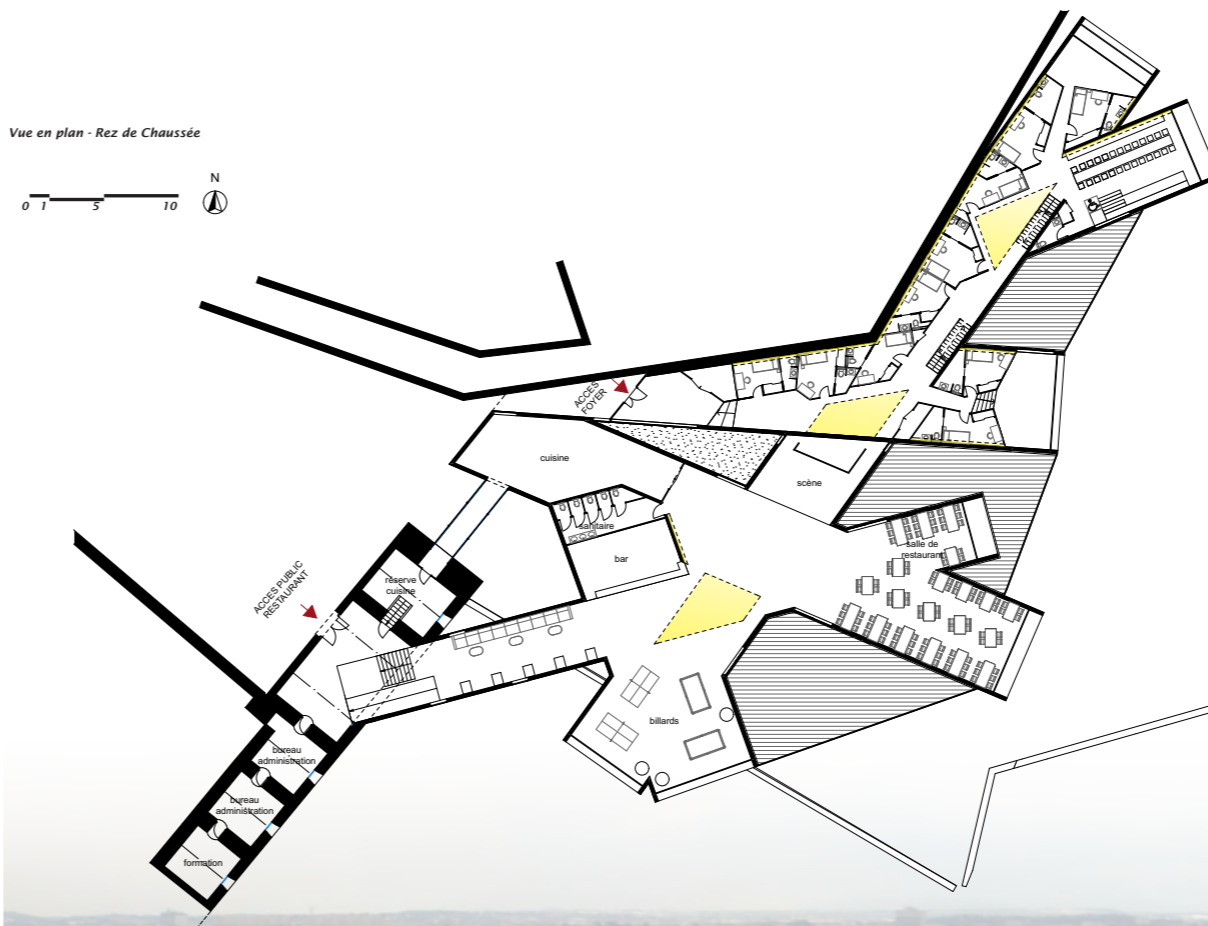 Vue en plan - Rez de Chaussée
N
0 1 5 10
ACCES
FOYER
cuisine
scène
sanitaire
salle de
restaurant
bar
réserve
cuisine
ACCES PUBLIC
RESTAURANT
billards
bureau
administration
bureau
administration
formation